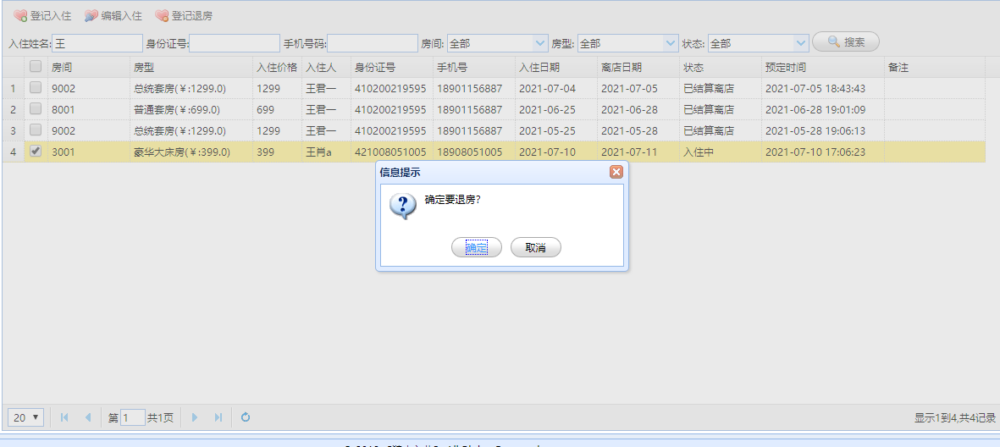 登记入住 编辑入住 登记退房
入住姓名: 王 身份证号: 手机号码: 房间: 全部 房型: 全部 状态: 全部 搜索
房间 房型 入住价格 入住人 身份证号 手机号 入住日期 离店日期 状态 预定时间 备注
1 9002 总统套房(￥:1299.0) 1299 王君一 410200219595 18901156887 2021-07-04 2021-07-05 已结算离店 2021-07-05 18:43:43
2 8001 普通套房(￥:699.0) 699 王君一 410200219595 18901156887 2021-06-25 2021-06-28 已结算离店 2021-06-28 19:01:09
3 9002 总统套房(￥:1299.0) 1299 王君一 410200219595 18901156887 2021-05-25 2021-05-28 已结算离店 2021-05-28 19:06:13
4 3001 豪华大床房(￥:399.0) 399 王肖a 421008051005 18908051005 2021-07-10 2021-07-11 入住中 2021-07-10 17:06:23
信息提示
确定要退房?
确定 取消
20 第 1 共1页 显示1到4,共4记录